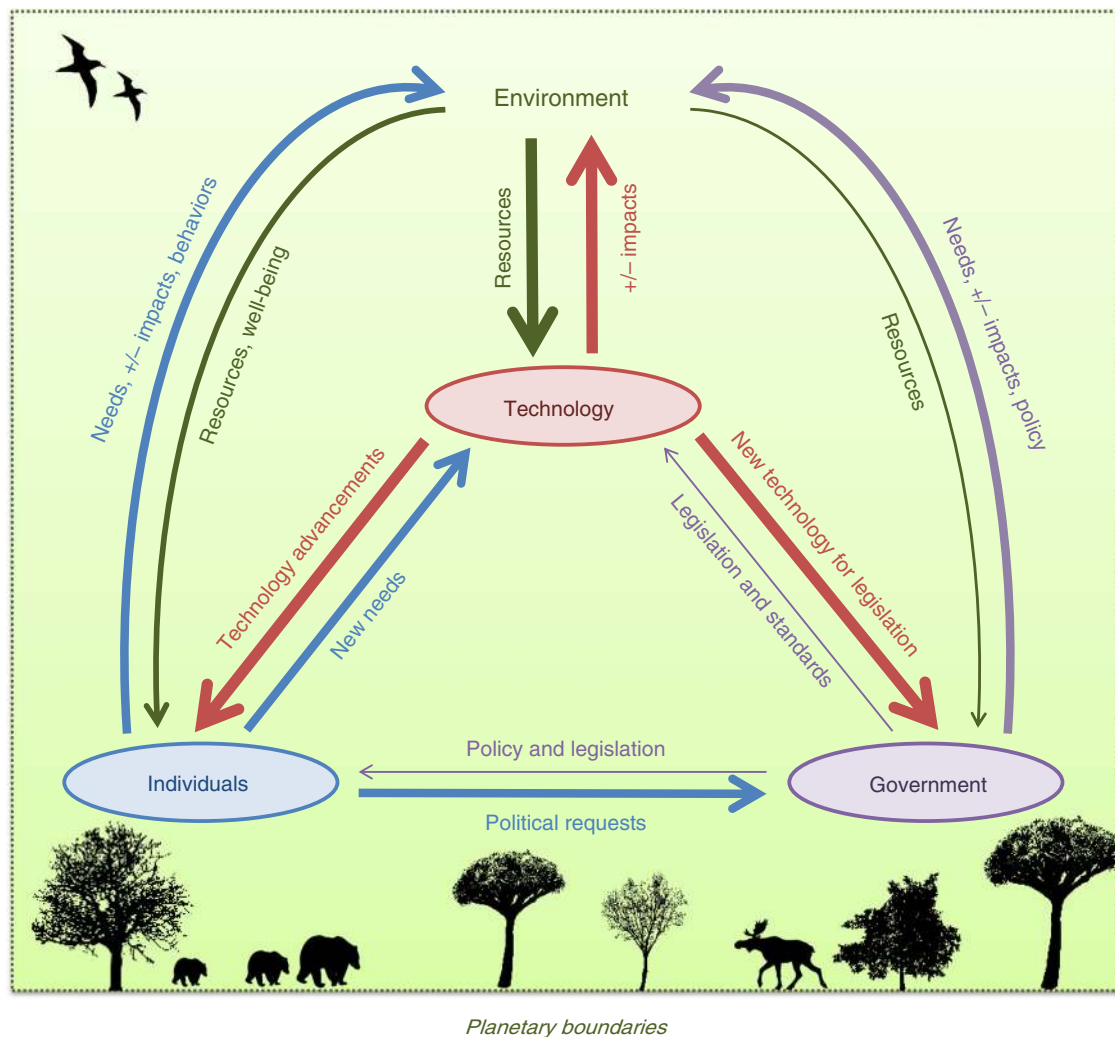 Environment
Needs, +/– impacts, behaviors
Resources, well-being
Resources
+/– impacts
Resources
Needs, +/– impacts, policy
Technology
Technology advancements
New needs
New technology for legislation
Legislation and standards
Policy and legislation
Individuals
Government
Political requests
Planetary boundaries